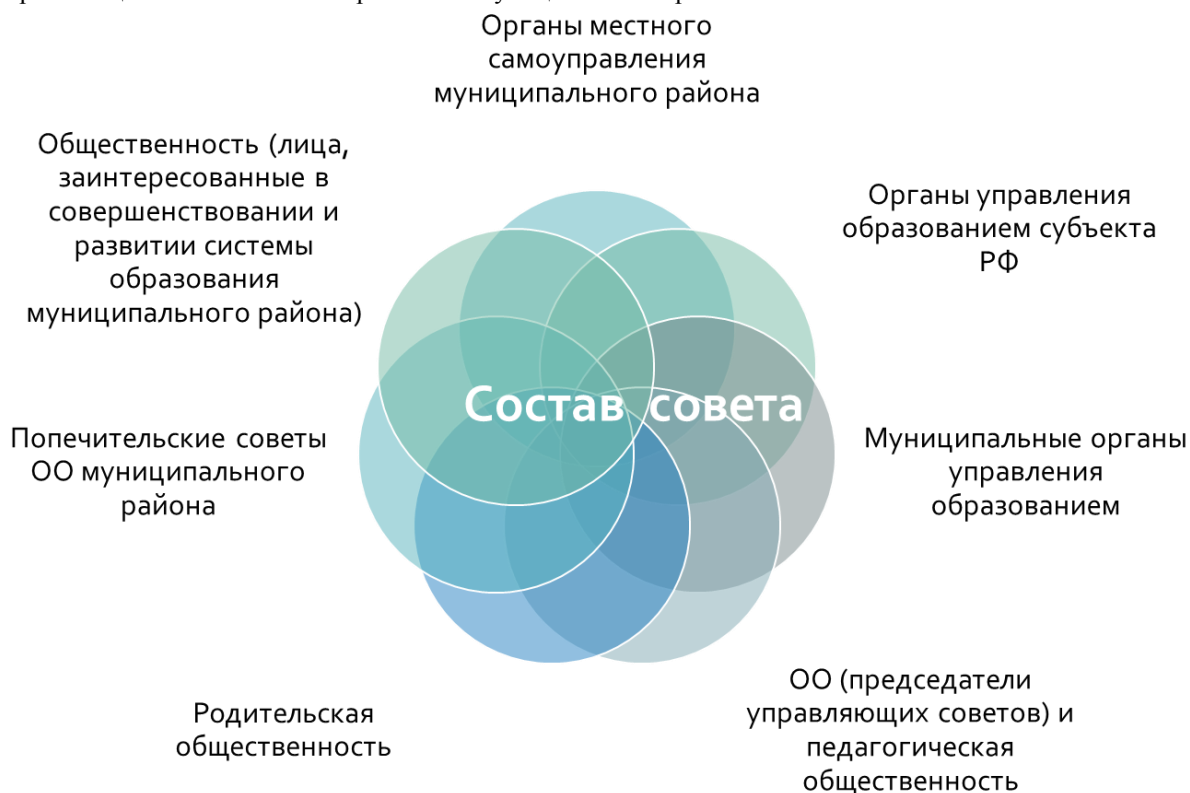 Органы местного
самоуправления
муниципального района
Общественность (лица,
заинтересованные в
совершенствовании и
развитии системы
образования
муниципального района)
Органы управления
образованием субъекта
РФ
Состав совета
Попечительские советы
ОО муниципального
района
Муниципальные органы
управления
образованием
Родительская
общественность
ОО (председатели
управляющих советов) и
педагогическая
общественность